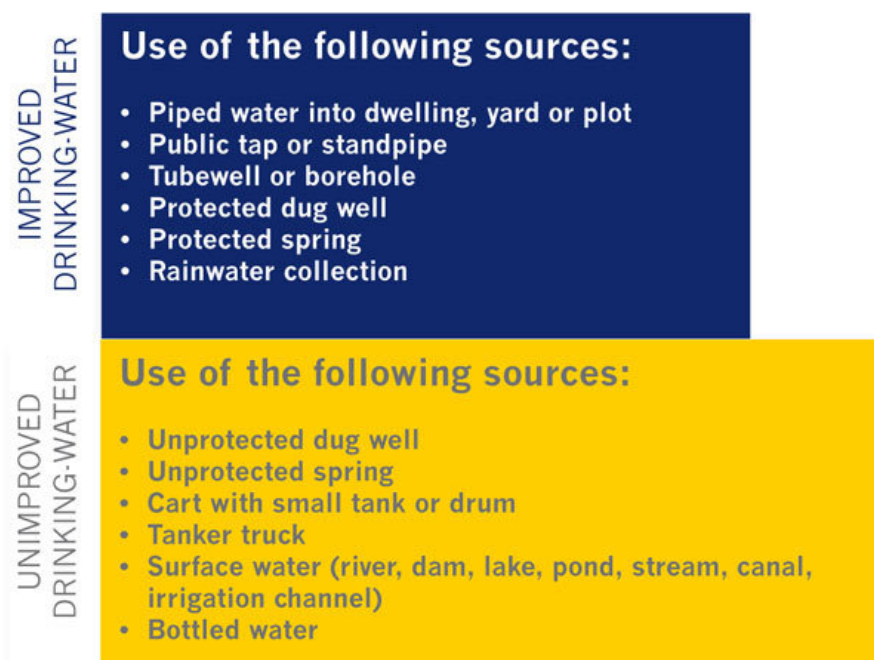 IMPROVED
DRINKING-WATER
Use of the following sources:
• Piped water into dwelling, yard or plot
• Public tap or standpipe
• Tubewell or borehole
• Protected dug well
• Protected spring
• Rainwater collection
UNIMPROVED
DRINKING-WATER
Use of the following sources:
• Unprotected dug well
• Unprotected spring
• Cart with small tank or drum
• Tanker truck
• Surface water (river, dam, lake, pond, stream, canal,
irrigation channel)
• Bottled water